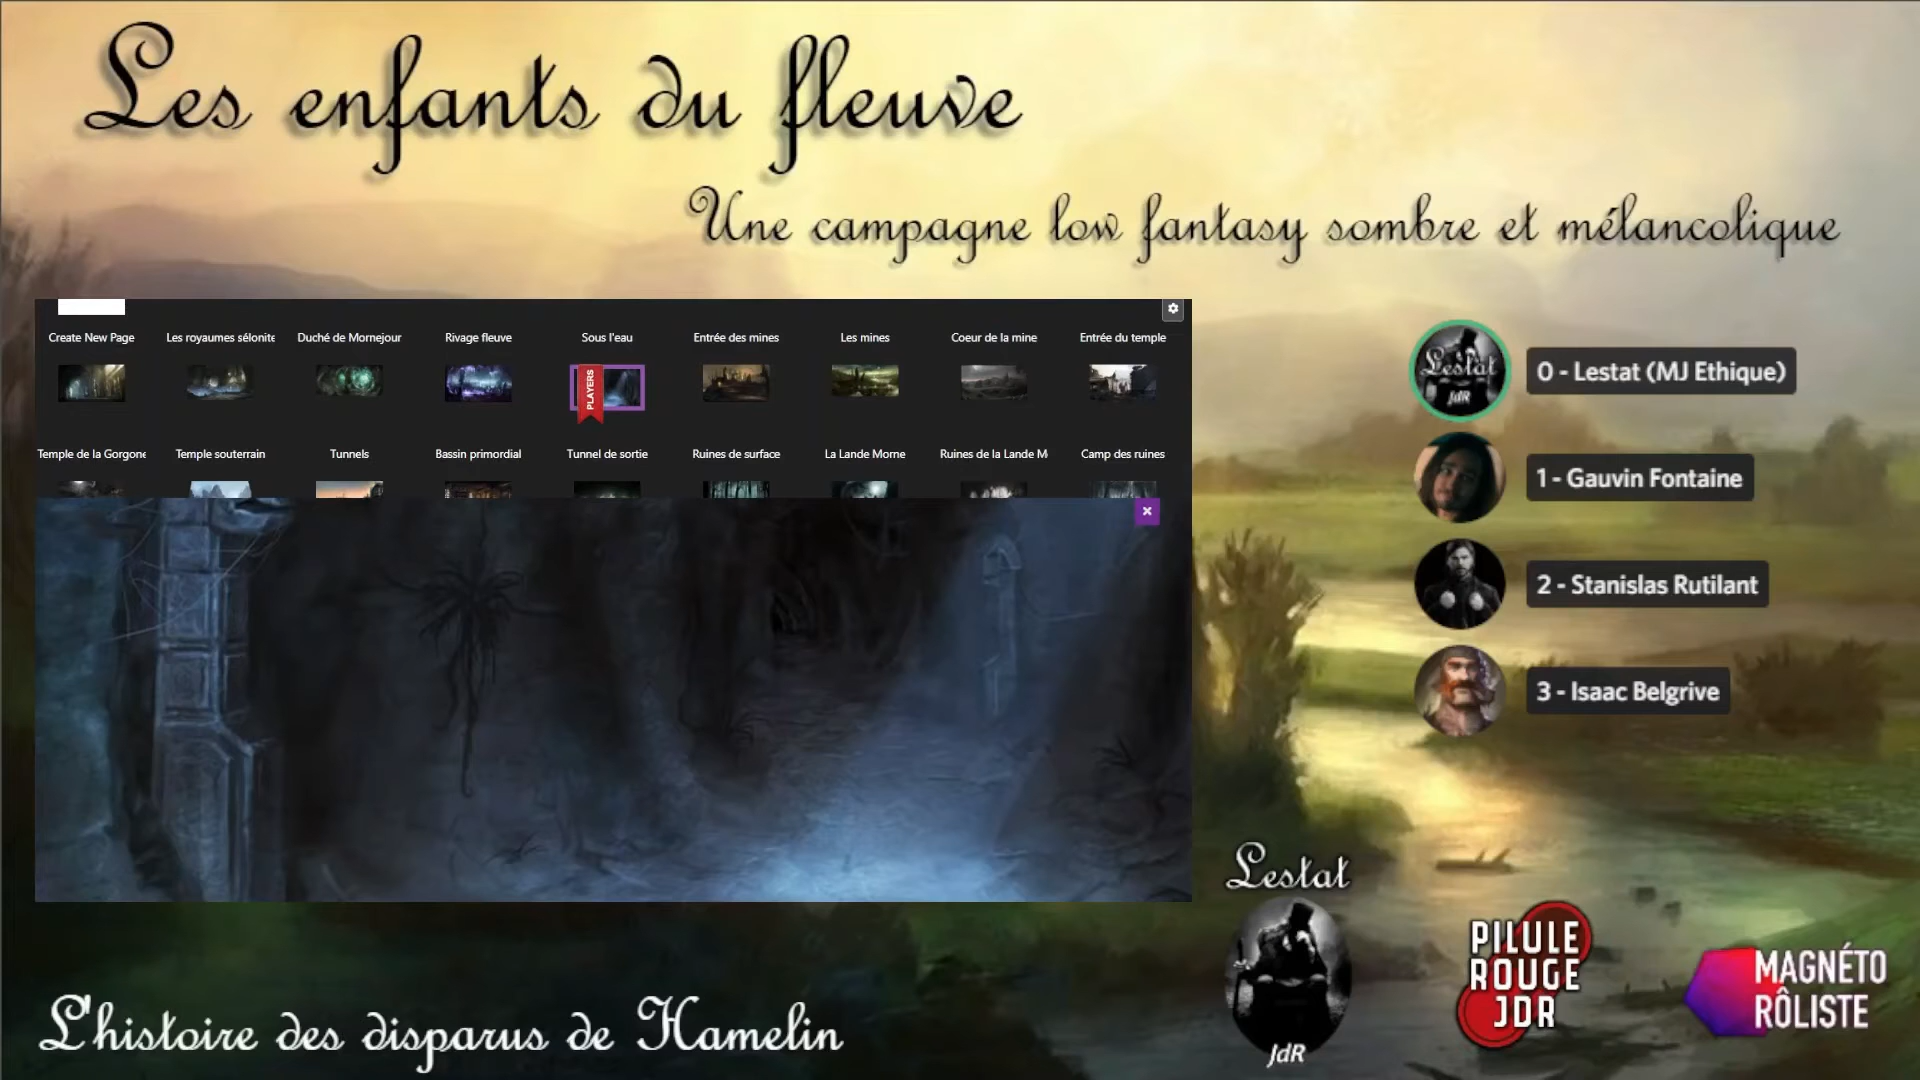 Les enfants du fleuve
Une campagne low fantasy sombre et mélancolique
Create New Page
Les royaumes sélonite
Duché de Mornejour
Rivage fleuve
Sous l'eau
Entrée des mines
Les mines
Coeur de la mine
Entrée du temple
PLAYERS
Temple de la Gorgone
Temple souterrain
Tunnels
Bassin primordial
Tunnel de sortie
Ruines de surface
La Lande Morne
Ruines de la Lande M
Camp des ruines
Lestat
JdR
0 - Lestat (MJ Ethique)
1 - Gauvin Fontaine
2 - Stanislas Rutilant
3 - Isaac Belgrive
Lestat
JdR
PILULE
ROUGE
JDR
MAGNÉTO
RÔLISTE
L'histoire des disparus de Hamelin